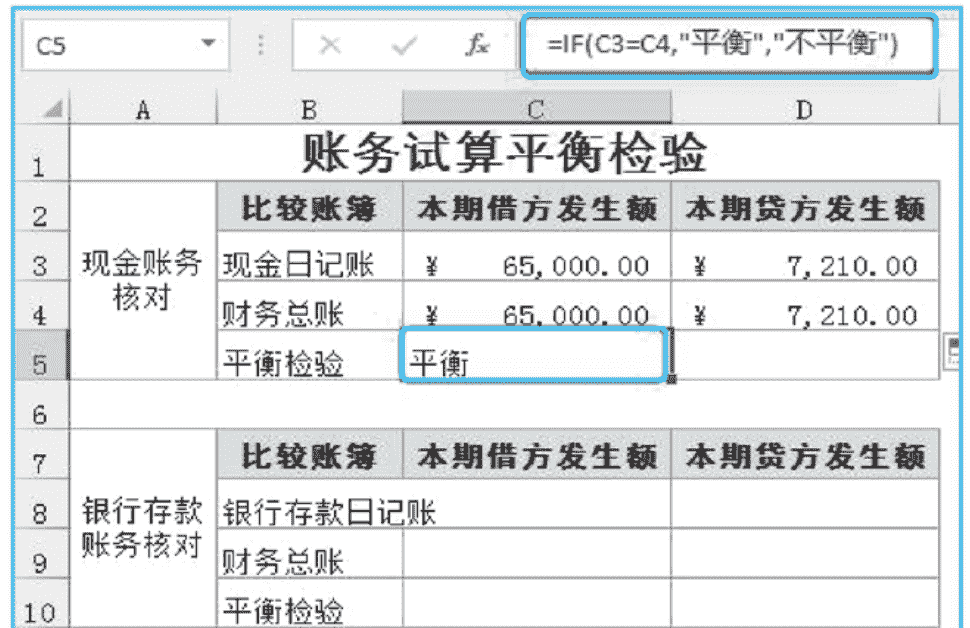 C5 fx =IF(C3=C4,"平衡","不平衡")
A B C D
1 账务试算平衡检验
2 比较账簿 本期借方发生额 本期贷方发生额
3 现金日记账 ¥ 65,000.00 ¥ 7,210.00
现金账务
核对
4 财务总账 ¥ 65,000.00 ¥ 7,210.00
5 平衡检验 平衡
6
7 比较账簿 本期借方发生额 本期贷方发生额
8 银行存款日记账
银行存款
账务核对
9 财务总账
10 平衡检验